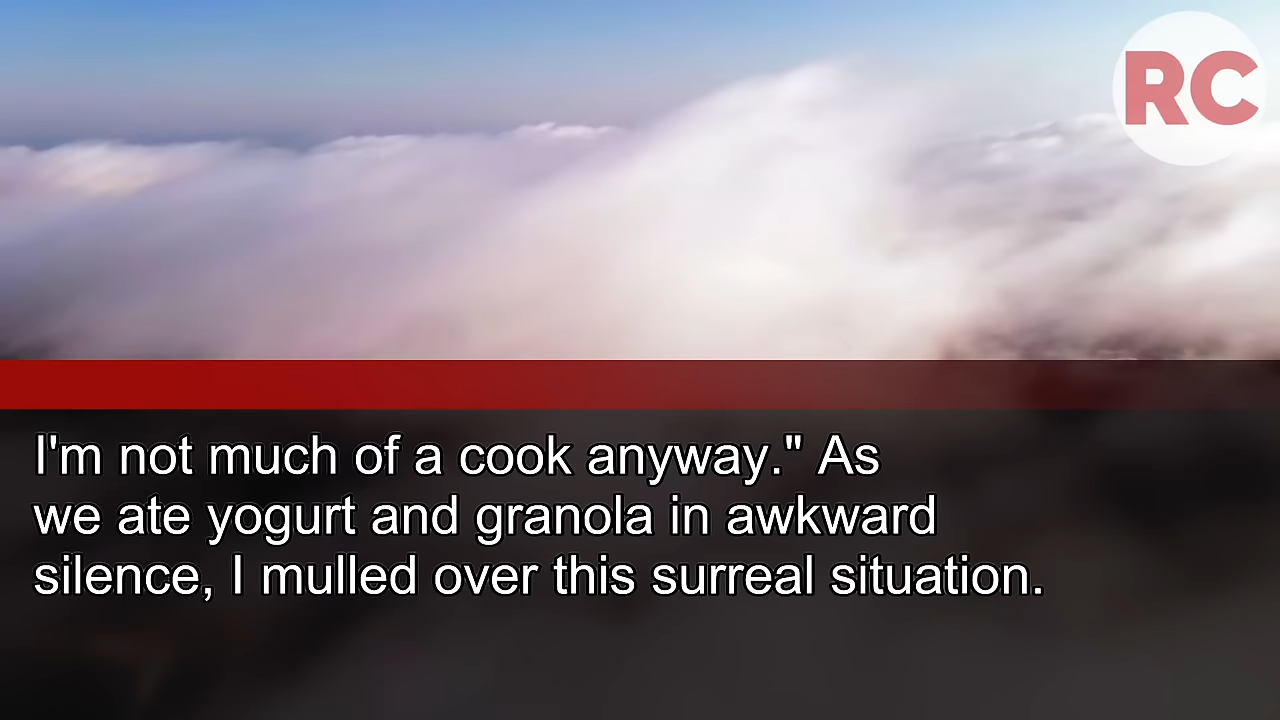 RC
I'm not much of a cook anyway." As
we ate yogurt and granola in awkward
silence, I mulled over this surreal situation.